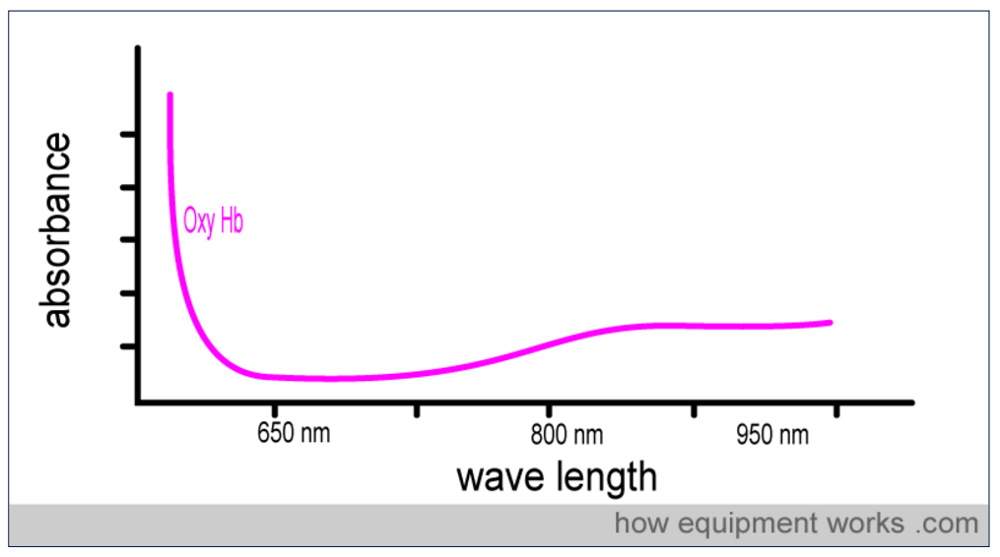 absorbance
Oxy Hb
650 nm
800 nm
950 nm
wave length
how equipment works .com